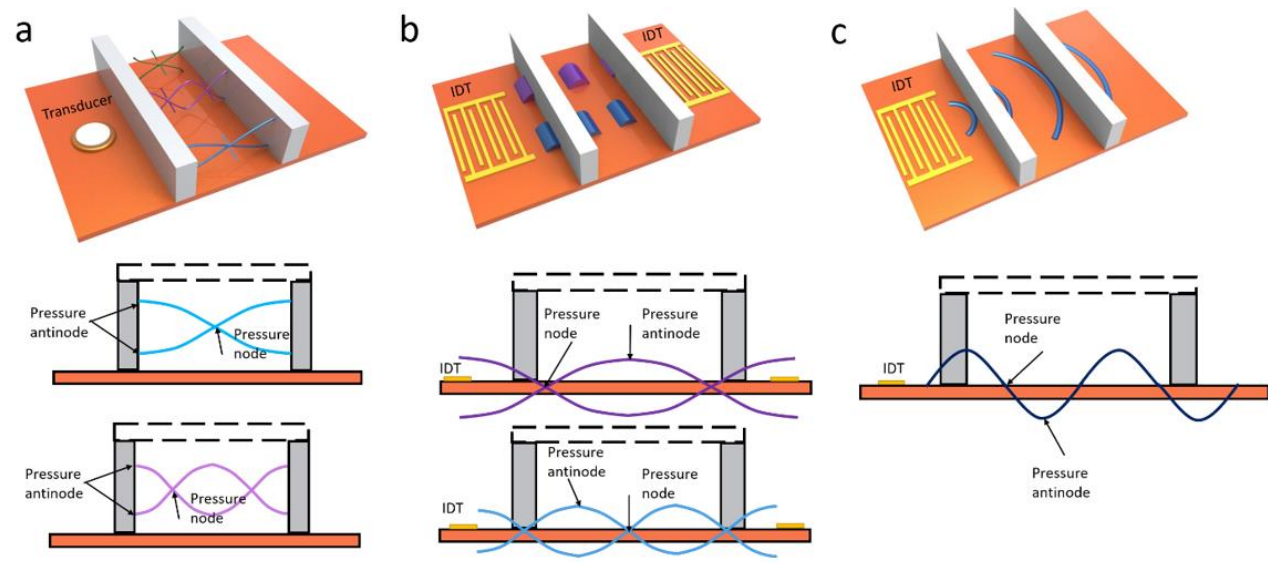 a
Transducer
Pressure
antinode
Pressure
node
Pressure
antinode
Pressure
node
b
IDT
IDT
Pressure
node
Pressure
antinode
IDT
Pressure
antinode
Pressure
node
IDT
c
IDT
Pressure
node
IDT
Pressure
antinode